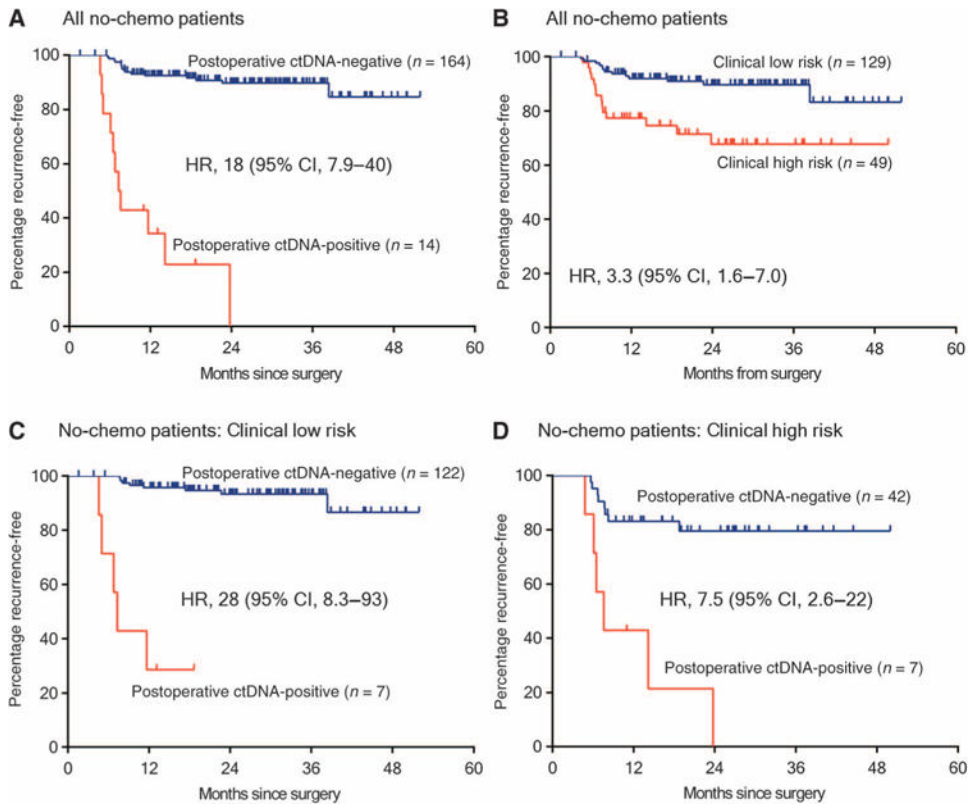 A All no-chemo patients
Percentage recurrence-free
100
80
60
40
20
0
Postoperative ctDNA-negative (n = 164)
HR, 18 (95% CI, 7.9–40)
Postoperative ctDNA-positive (n = 14)
0 12 24 36 48 60
Months since surgery
B All no-chemo patients
Percentage recurrence-free
100
80
60
40
20
0
Clinical low risk (n = 129)
Clinical high risk (n = 49)
HR, 3.3 (95% CI, 1.6–7.0)
0 12 24 36 48 60
Months from surgery
C No-chemo patients: Clinical low risk
Percentage recurrence-free
100
80
60
40
20
0
Postoperative ctDNA-negative (n = 122)
HR, 28 (95% CI, 8.3–93)
Postoperative ctDNA-positive (n = 7)
0 12 24 36 48 60
Months since surgery
D No-chemo patients: Clinical high risk
Percentage recurrence-free
100
80
60
40
20
0
Postoperative ctDNA-negative (n = 42)
HR, 7.5 (95% CI, 2.6–22)
Postoperative ctDNA-positive (n = 7)
0 12 24 36 48 60
Months since surgery